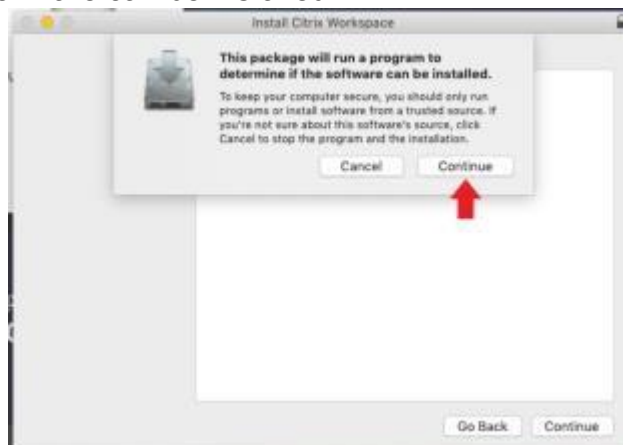 Install Citrix Workspace
This package will run a program to
determine if the software can be installed.
To keep your computer secure, you should only run
programs or install software from a trusted source. If
you're not sure about this software's source, click
Cancel to stop the program and the installation.
Cancel Continue
Go Back Continue